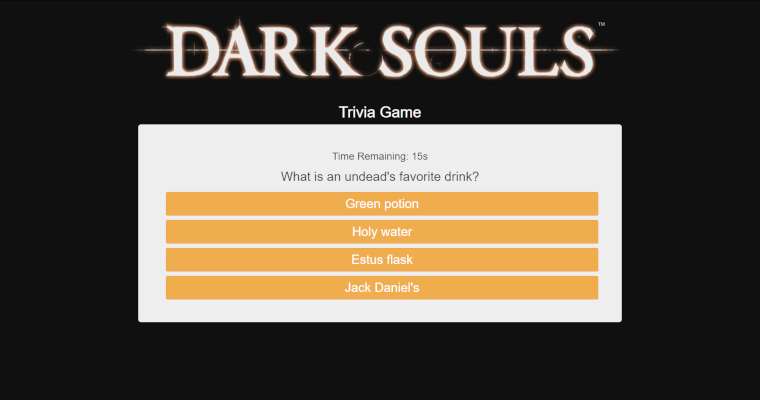 DARK SOULS™
Trivia Game
Time Remaining: 15s
What is an undead's favorite drink?
Green potion
Holy water
Estus flask
Jack Daniel's